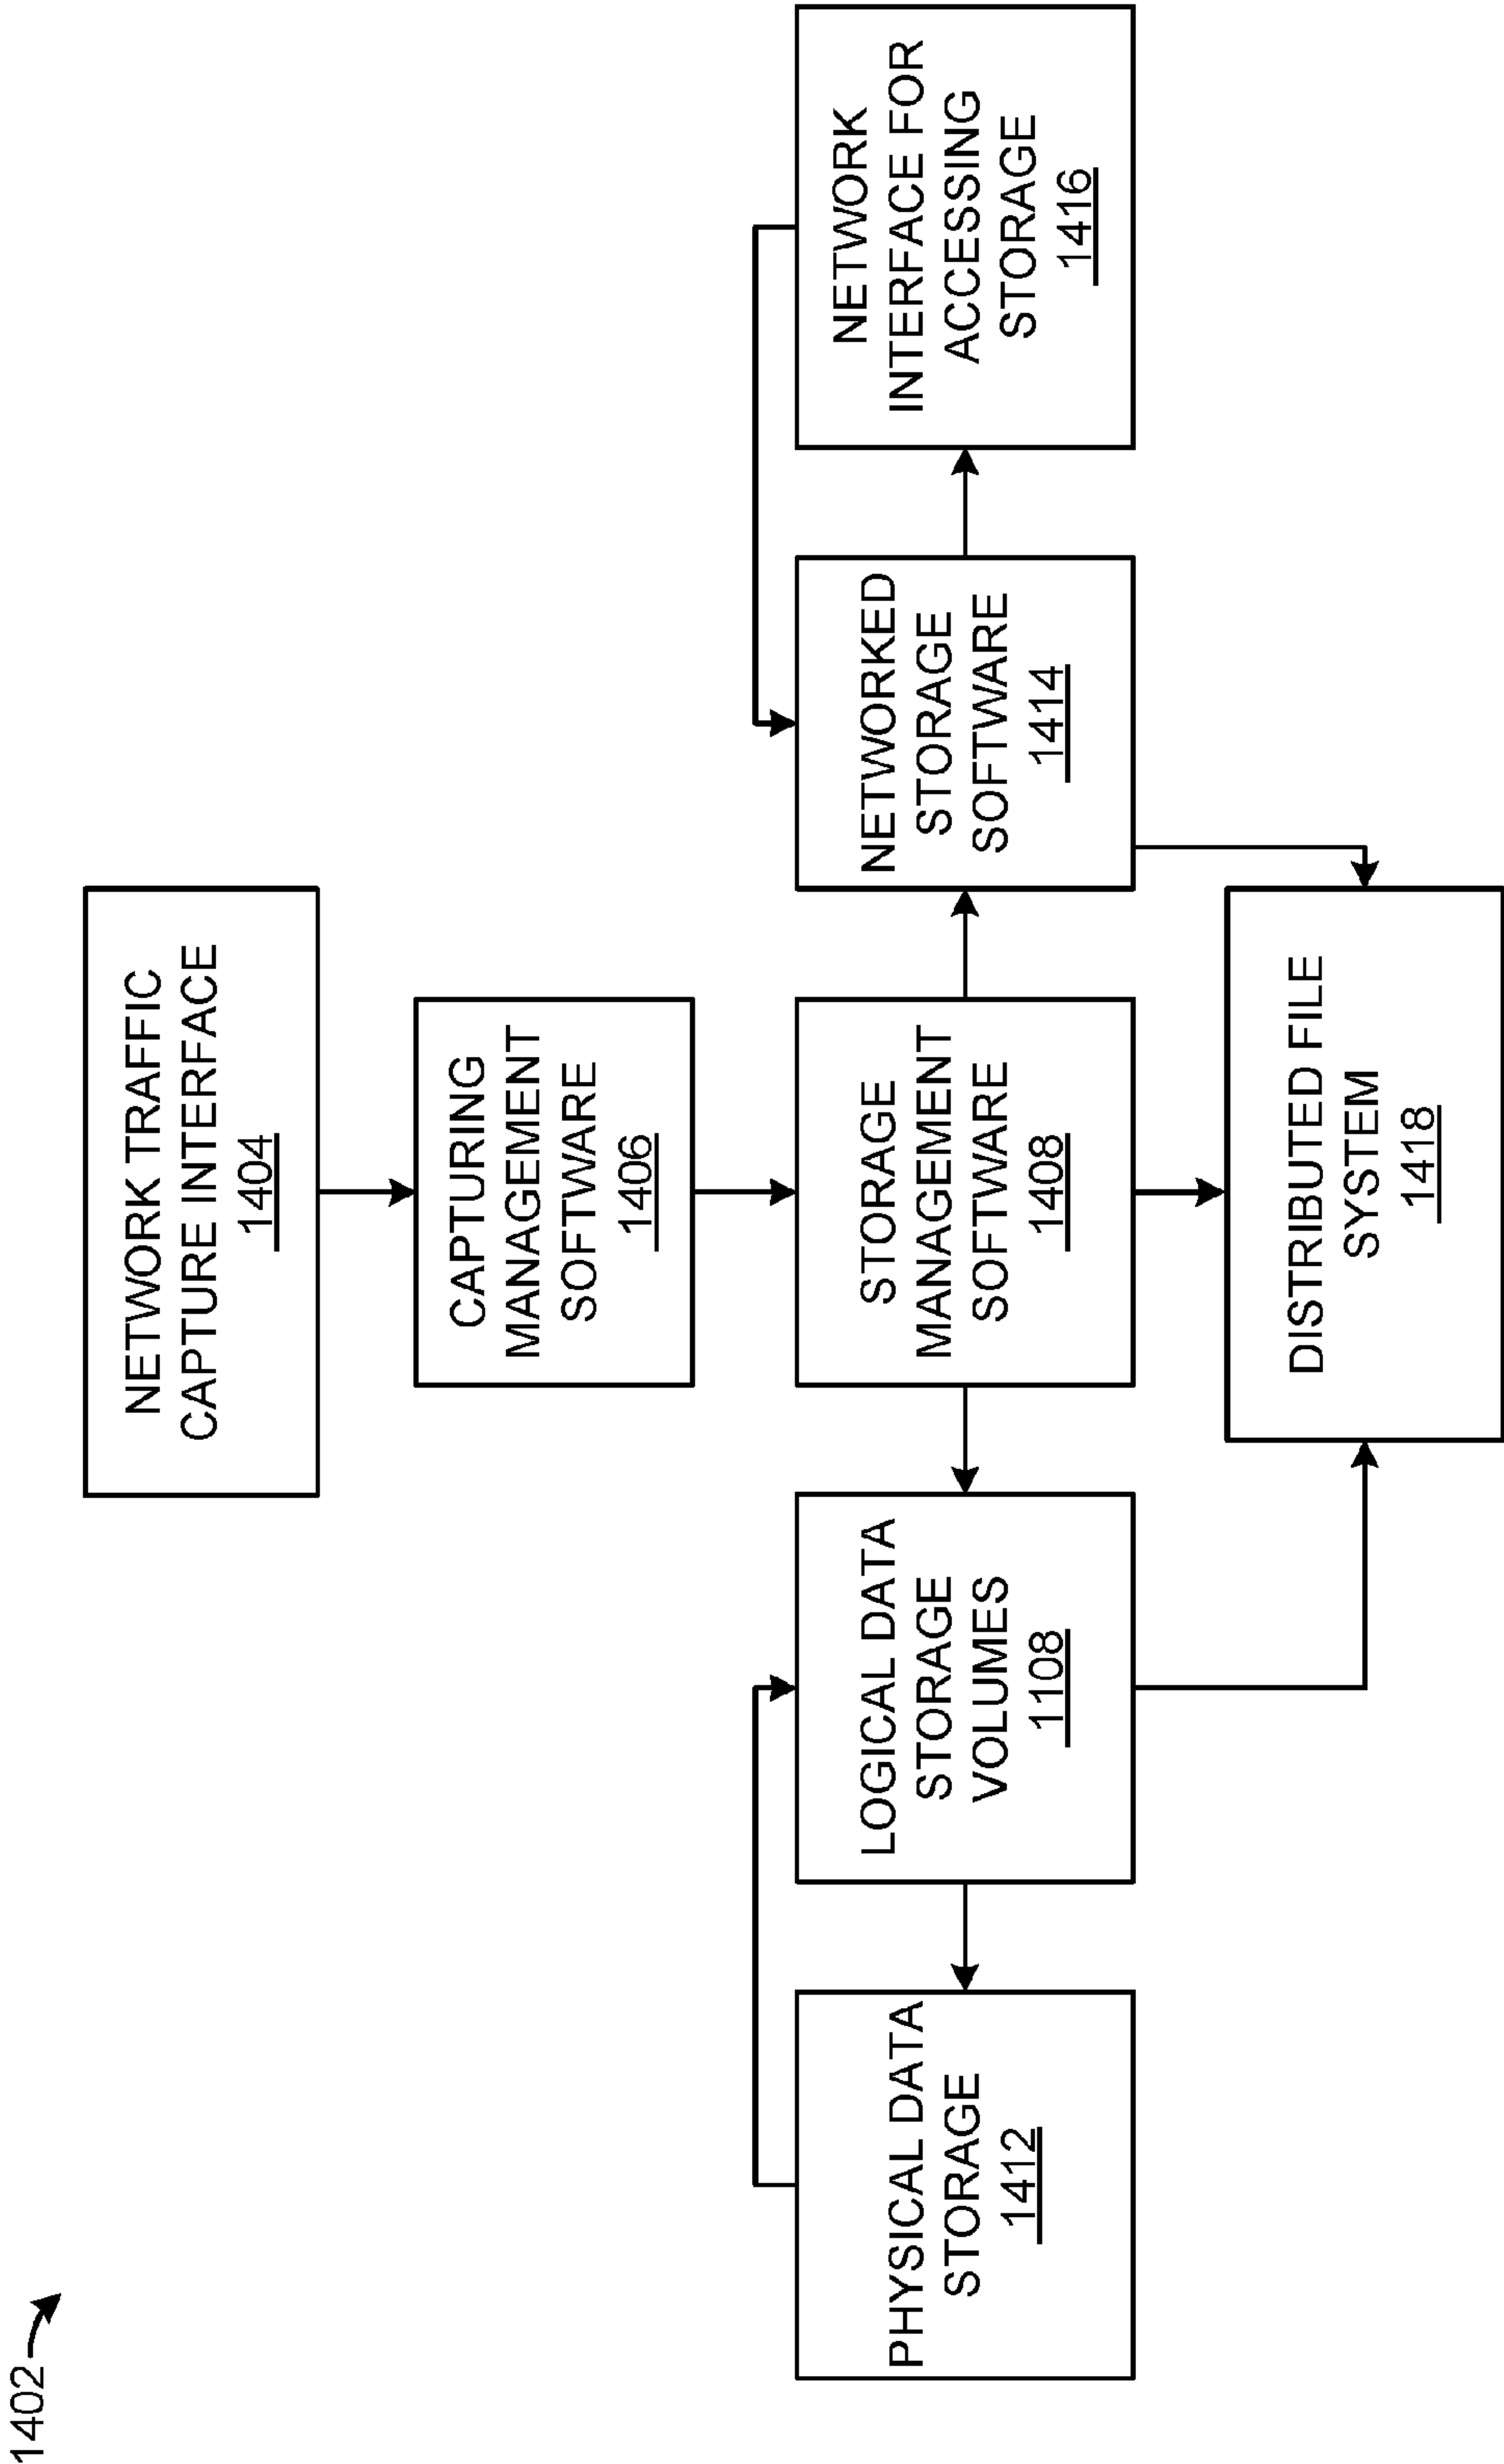 1402
NETWORK TRAFFIC
CAPTURE INTERFACE
1404
CAPTURING
MANAGEMENT
SOFTWARE
1406
PHYSICAL DATA
STORAGE
1412
LOGICAL DATA
STORAGE
VOLUMES
1108
STORAGE
MANAGEMENT
SOFTWARE
1408
NETWORKED
STORAGE
SOFTWARE
1414
NETWORK
INTERFACE FOR
ACCESSING
STORAGE
1416
DISTRIBUTED FILE
SYSTEM
1418